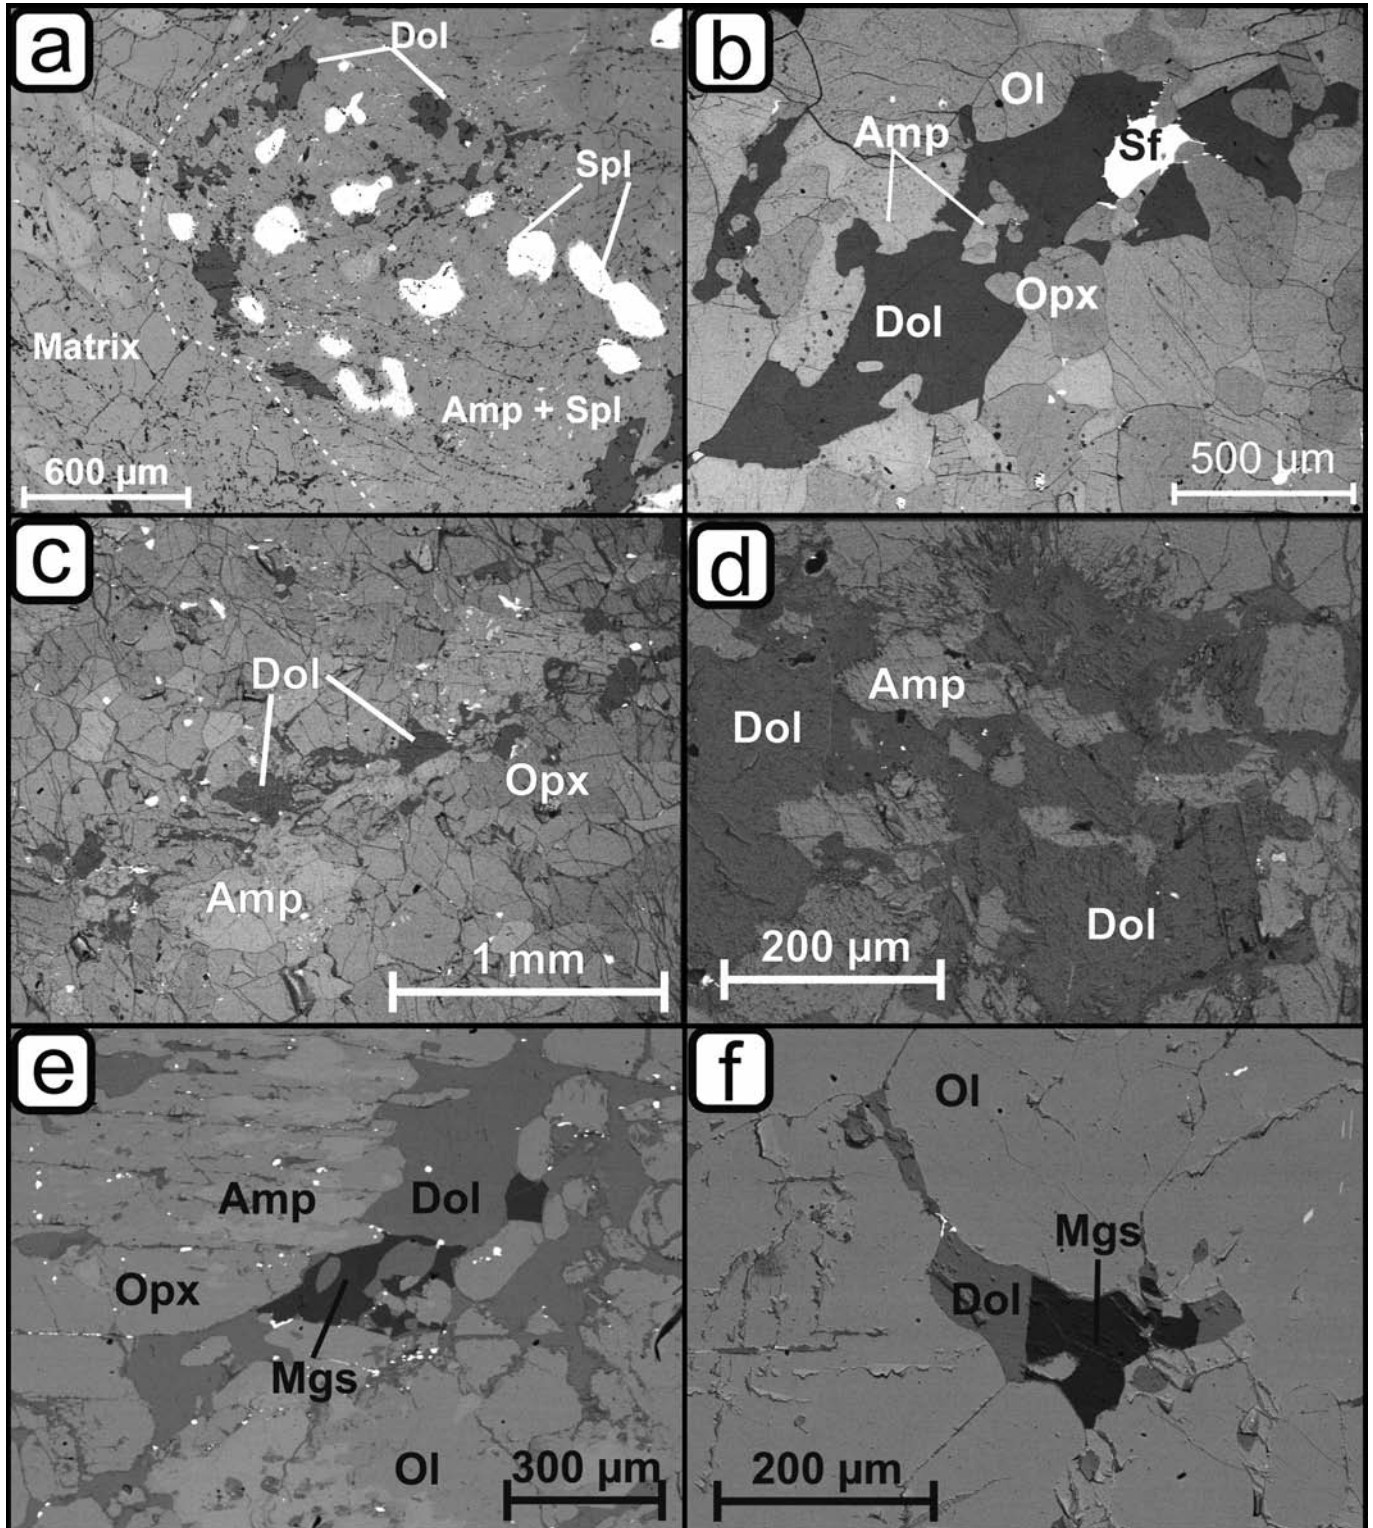 a
Dol
Spl
Matrix
Amp + Spl
600 µm
b
Ol
Amp
Sf
Opx
Dol
500 µm
c
Dol
Opx
Amp
1 mm
d
Amp
Dol
Dol
200 µm
e
Amp
Dol
Opx
Mgs
Ol
300 µm
f
Ol
Mgs
Dol
200 µm